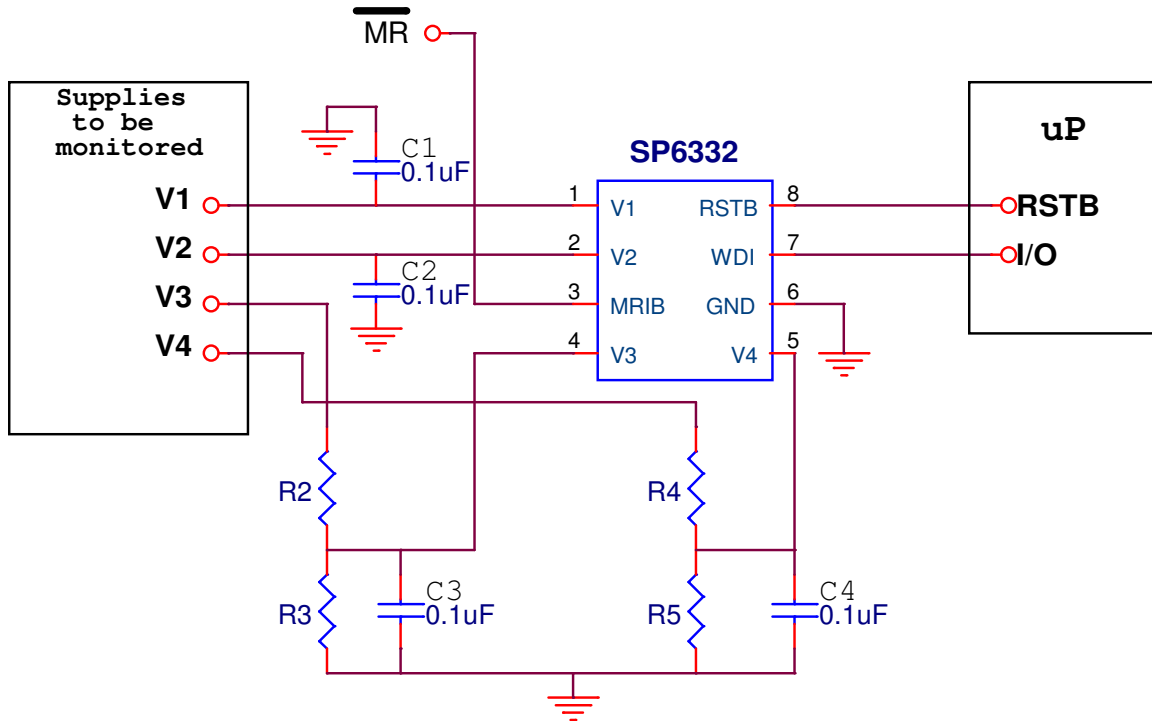 MR
Supplies
to be
monitored
V1
V2
V3
V4
C1
0.1uF
C2
0.1uF
SP6332
1
V1
2
V2
3
MRIB
4
V3
RSTB
8
WDI
7
GND
6
V4
5
uP
RSTB
I/O
R2
R3
C3
0.1uF
R4
R5
C4
0.1uF